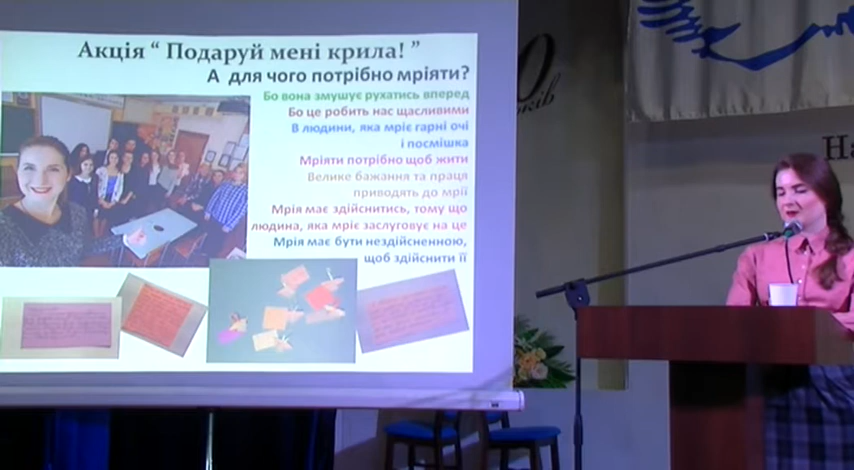 Акція “ Подаруй мені крила! ”
А для чого потрібно мріяти?
Бо вона змушує рухатись вперед
Бо це робить нас щасливими
В людини, яка мріє гарні очі
і посмішка
Мріяти потрібно щоб жити
Велике бажання та праця
приводять до мрії
Мрія має здійснитись, тому що
людина, яка мріє заслуговує на це
Мрія має бути нездійсненною,
щоб здійснити її